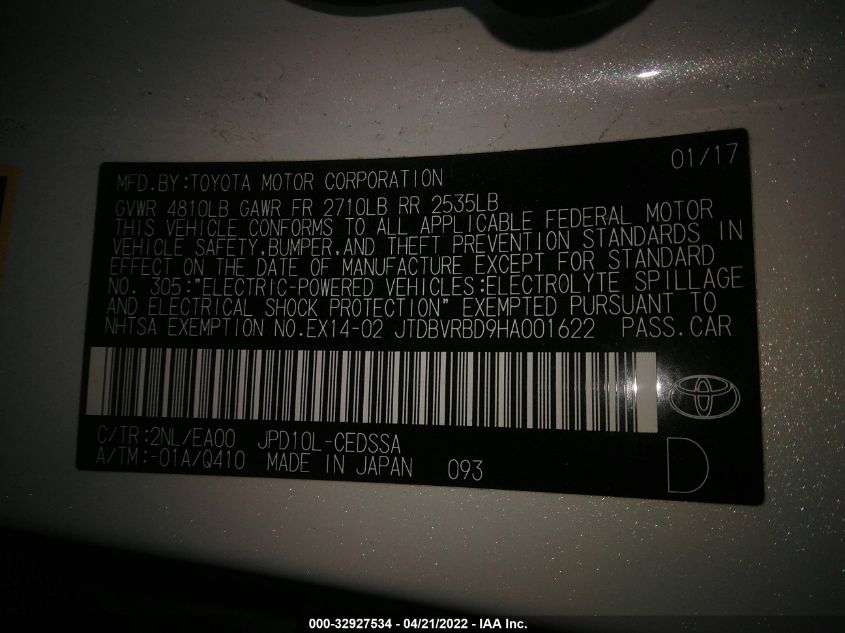 01/17
MFD.BY:TOYOTA MOTOR CORPORATION
GVWR 4810LB GAWR FR 2710LB RR 2535LB
THIS VEHICLE CONFORMS TO ALL APPLICABLE FEDERAL MOTOR
VEHICLE SAFETY,BUMPER,AND THEFT PREVENTION STANDARDS IN
EFFECT ON THE DATE OF MANUFACTURE EXCEPT FOR STANDARD
NO. 305:"ELECTRIC-POWERED VEHICLES:ELECTROLYTE SPILLAGE
AND ELECTRICAL SHOCK PROTECTION" EXEMPTED PURSUANT TO
NHTSA EXEMPTION NO.EX14-02 JTDBVRBD9HA001622 PASS.CAR
C/TR:2NL/EA00 JPD10L-CEDSSA
A/TM:-01A/Q410 MADE IN JAPAN 093
D
000-32927534 - 04/21/2022 - IAA Inc.